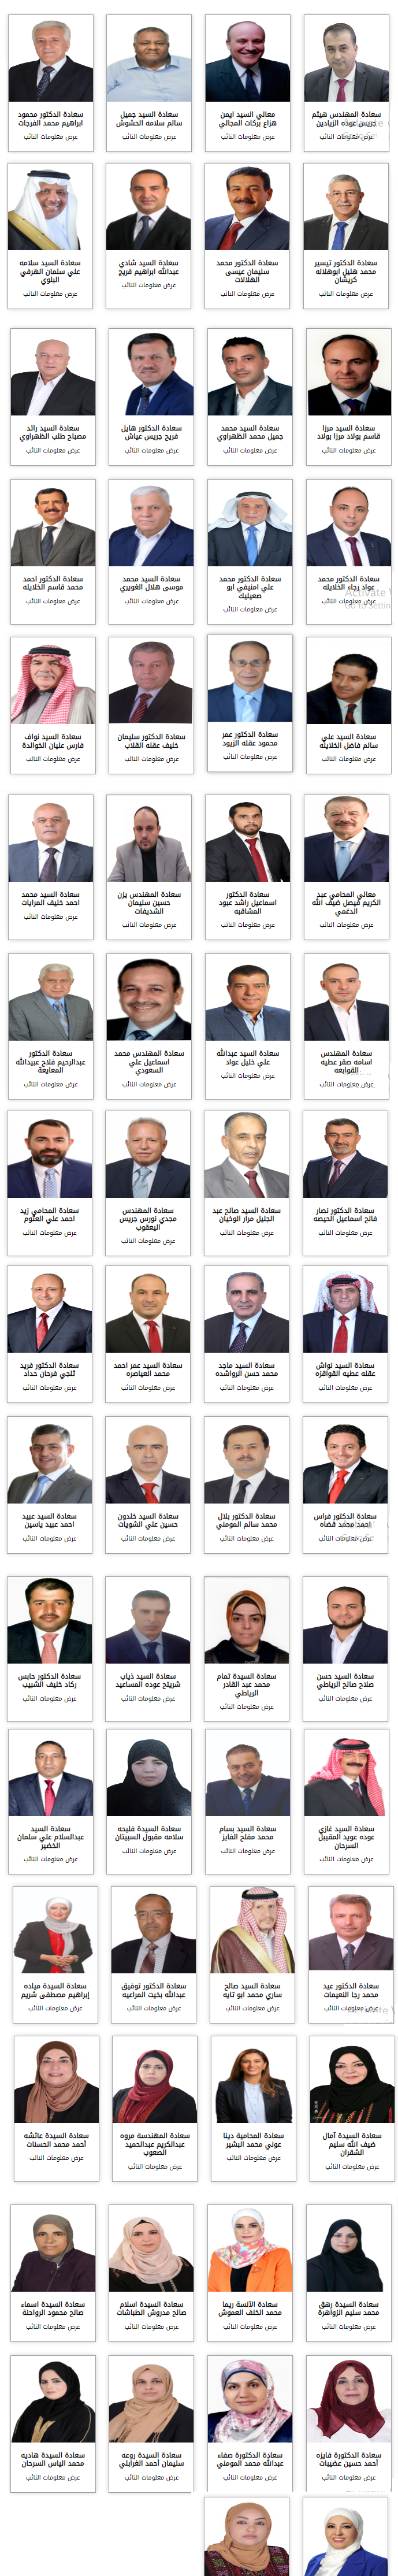 سعادة المهندس هيثم
جريس عوده الزيادين
عرض معلومات النائب
معالي السيد ايمن
هزاع بركات المجالي
عرض معلومات النائب
سعادة السيد جميل
سالم سلامه الحشوش
عرض معلومات النائب
سعادة الدكتور محمود
ابراهيم محمد الفرجات
عرض معلومات النائب
سعادة الدكتور تيسير
محمد هليل ابوهلاله
كريشان
عرض معلومات النائب
سعادة الدكتور محمد
سليمان عيسى
الهلالات
عرض معلومات النائب
سعادة السيد شادي
عبدالله ابراهيم فريج
عرض معلومات النائب
سعادة السيد سلامه
علي سلمان الهرفي
البلوي
عرض معلومات النائب
سعادة السيد مرزا
قاسم بولاد مرزا بولاد
عرض معلومات النائب
سعادة السيد محمد
جميل محمد الظهراوي
عرض معلومات النائب
سعادة الدكتور هايل
فريح جريس عياش
عرض معلومات النائب
سعادة السيد رائد
مصباح طلب الظهراوي
عرض معلومات النائب
سعادة الدكتور محمد
عواد رجاء الخلايله
عرض معلومات النائب
سعادة الدكتور محمد
علي امنيفي ابو
صعيليك
عرض معلومات النائب
سعادة السيد محمد
موسى هلال الغويري
عرض معلومات النائب
سعادة الدكتور احمد
محمد قاسم الخلايله
عرض معلومات النائب
سعادة السيد علي
سالم فاضل الخلايله
عرض معلومات النائب
سعادة الدكتور عمر
محمود عقله الزيود
عرض معلومات النائب
سعادة الدكتور سليمان
خليف عقله القلاب
عرض معلومات النائب
سعادة السيد نواف
فارس عليان الخوالدة
عرض معلومات النائب
معالي المحامي عبد
الكريم فيصل ضيف الله
الدغمي
عرض معلومات النائب
سعادة الدكتور
اسماعيل راشد عبود
المشاقبه
عرض معلومات النائب
سعادة المهندس يزن
حسين سليمان
الشديفات
عرض معلومات النائب
سعادة السيد محمد
احمد خليف المرايات
عرض معلومات النائب
سعادة المهندس
اسامه صقر عطيه
القوابعه
عرض معلومات النائب
سعادة السيد عبدالله
علي خليل عواد
عرض معلومات النائب
سعادة المهندس محمد
اسماعيل علي
السعودي
عرض معلومات النائب
سعادة الدكتور
عبدالرحيم فلاح عبيدالله
المعايعة
عرض معلومات النائب
سعادة الدكتور نصار
فالح اسماعيل الحيصه
عرض معلومات النائب
سعادة السيد صالح عبد
الجليل مرار الوخيان
عرض معلومات النائب
سعادة المهندس
مجدي نورس جريس
اليعقوب
عرض معلومات النائب
سعادة المحامي زيد
احمد علي العتوم
عرض معلومات النائب
سعادة السيد نواش
عقله عطيه القواقزه
عرض معلومات النائب
سعادة السيد ماجد
محمد حسن الرواشده
عرض معلومات النائب
سعادة السيد عمر احمد
محمد العياصره
عرض معلومات النائب
سعادة الدكتور فريد
ثلجي فرحان حداد
عرض معلومات النائب
سعادة الدكتور فراس
احمد محمد قضاه
عرض معلومات النائب
سعادة الدكتور بلال
محمد سالم المومني
عرض معلومات النائب
سعادة السيد خلدون
حسين علي الشويات
عرض معلومات النائب
سعادة السيد عبيد
احمد عبيد ياسين
عرض معلومات النائب
سعادة السيد حسن
صلاح صالح الرياطي
عرض معلومات النائب
سعادة السيدة تمام
محمد عبد القادر
الرياطي
عرض معلومات النائب
سعادة السيد ذياب
شريتح عوده المساعيد
عرض معلومات النائب
سعادة الدكتور حابس
ركاد خليف الشبيب
عرض معلومات النائب
سعادة السيد غازي
عوده عويد المقيبل
السرحان
عرض معلومات النائب
سعادة السيد بسام
محمد مفلح الفايز
عرض معلومات النائب
سعادة السيدة فليحه
سلامه مقبول السبيتان
عرض معلومات النائب
سعادة السيد
عبدالسلام علي سلمان
الخضير
عرض معلومات النائب
سعادة الدكتور عيد
محمد رجا النعيمات
عرض معلومات النائب
سعادة السيد صالح
ساري محمد ابو تايه
عرض معلومات النائب
سعادة الدكتور توفيق
عبدالله بخيت المراعيه
عرض معلومات النائب
سعادة السيدة مياده
إبراهيم مصطفى شريم
عرض معلومات النائب
سعادة السيدة آمال
ضيف الله سليم
الشقران
عرض معلومات النائب
سعادة المحامية دينا
عوني محمد البشير
عرض معلومات النائب
سعادة المهندسة مروه
عبدالكريم عبدالحميد
الصعوب
عرض معلومات النائب
سعادة السيدة عائشه
أحمد محمد الحسنات
عرض معلومات النائب
سعادة السيدة رهق
محمد سليم الزواهرة
عرض معلومات النائب
سعادة الآنسة ريما
محمد الخلف العموش
عرض معلومات النائب
سعادة السيدة اسلام
صالح مدروش الطباشات
عرض معلومات النائب
سعادة السيدة اسماء
صالح محمود الرواحنة
عرض معلومات النائب
سعادة الدكتورة فايزه
أحمد حسين عضيبات
عرض معلومات النائب
سعادة الدكتورة صفاء
عبدالله محمد المومني
عرض معلومات النائب
سعادة السيدة روعه
سليمان أحمد الغرابلي
عرض معلومات النائب
سعادة السيدة هاديه
محمد الياس السرحان
عرض معلومات النائب